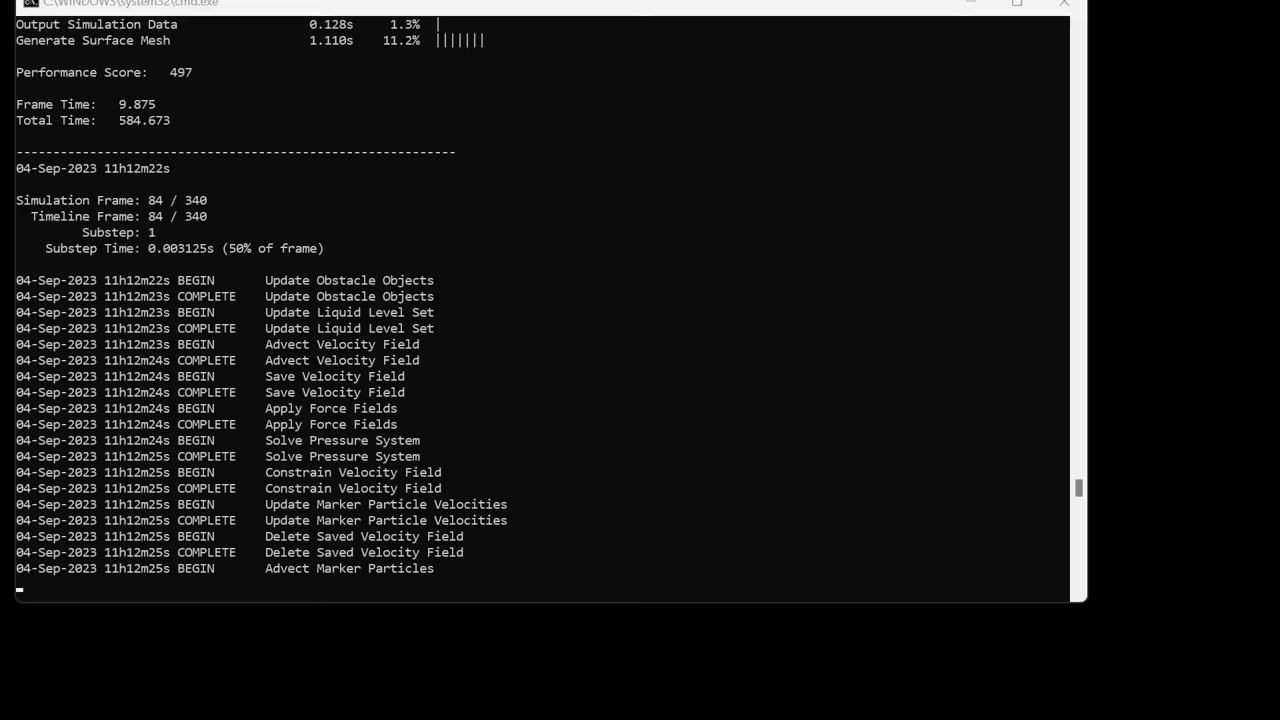 C:\WINDOWS\system32\cmd.exe
Output Simulation Data 0.128s 1.3% |
Generate Surface Mesh 1.110s 11.2% |||||||
Performance Score: 497
Frame Time: 9.875
Total Time: 584.673
------------------------------------------------------------
04-Sep-2023 11h12m22s
Simulation Frame: 84 / 340
Timeline Frame: 84 / 340
Substep: 1
Substep Time: 0.003125s (50% of frame)
04-Sep-2023 11h12m22s BEGIN Update Obstacle Objects
04-Sep-2023 11h12m23s COMPLETE Update Obstacle Objects
04-Sep-2023 11h12m23s BEGIN Update Liquid Level Set
04-Sep-2023 11h12m23s COMPLETE Update Liquid Level Set
04-Sep-2023 11h12m23s BEGIN Advect Velocity Field
04-Sep-2023 11h12m24s COMPLETE Advect Velocity Field
04-Sep-2023 11h12m24s BEGIN Save Velocity Field
04-Sep-2023 11h12m24s COMPLETE Save Velocity Field
04-Sep-2023 11h12m24s BEGIN Apply Force Fields
04-Sep-2023 11h12m24s COMPLETE Apply Force Fields
04-Sep-2023 11h12m24s BEGIN Solve Pressure System
04-Sep-2023 11h12m25s COMPLETE Solve Pressure System
04-Sep-2023 11h12m25s BEGIN Constrain Velocity Field
04-Sep-2023 11h12m25s COMPLETE Constrain Velocity Field
04-Sep-2023 11h12m25s BEGIN Update Marker Particle Velocities
04-Sep-2023 11h12m25s COMPLETE Update Marker Particle Velocities
04-Sep-2023 11h12m25s BEGIN Delete Saved Velocity Field
04-Sep-2023 11h12m25s COMPLETE Delete Saved Velocity Field
04-Sep-2023 11h12m25s BEGIN Advect Marker Particles